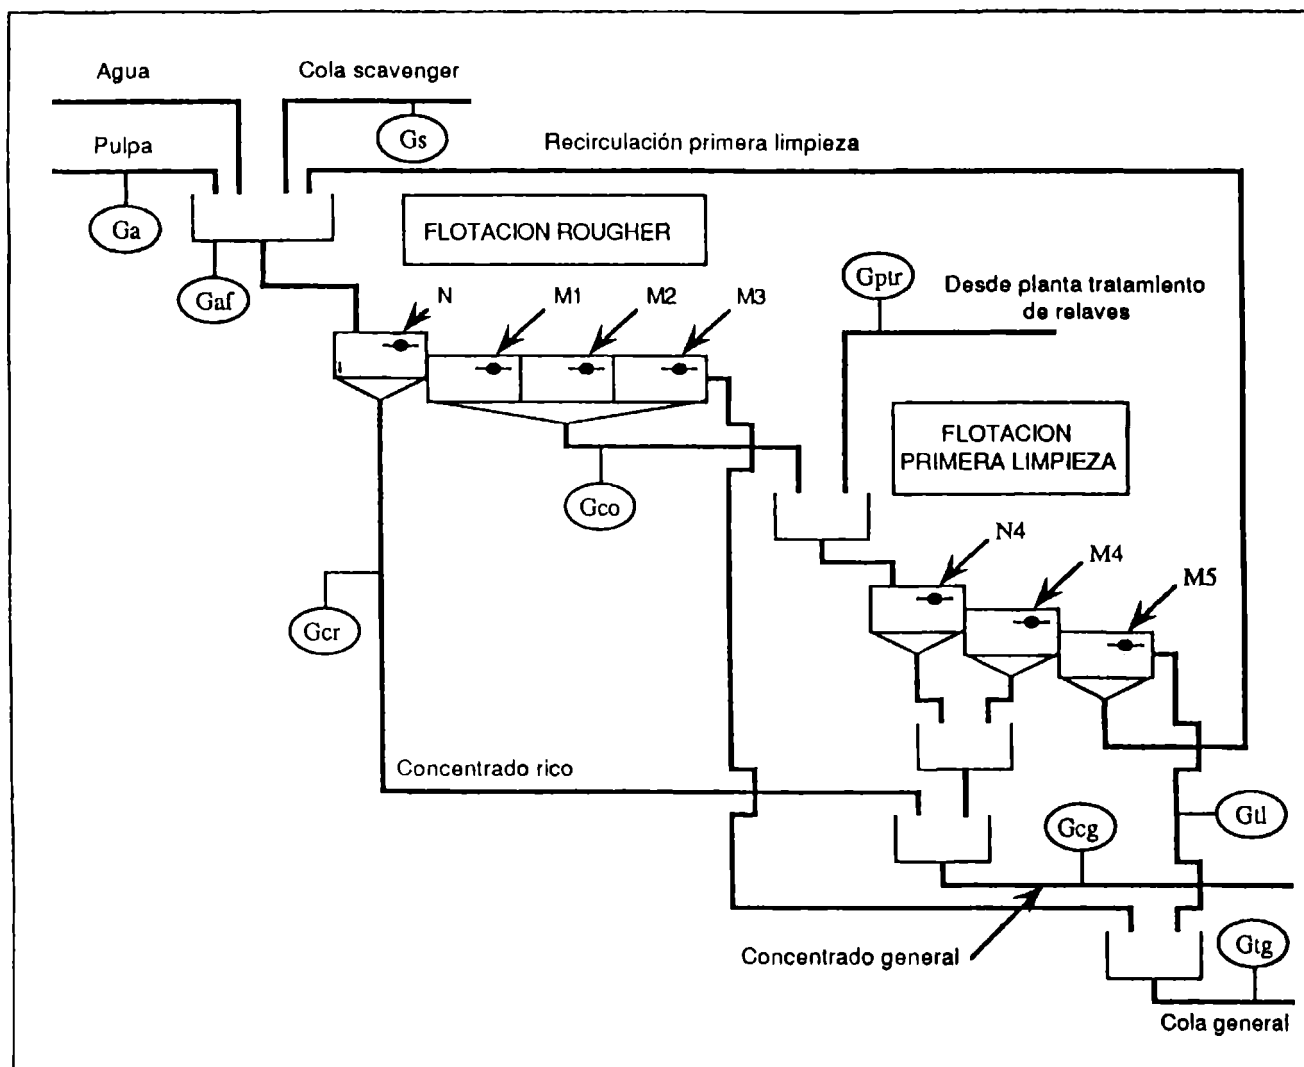 Agua
Cola scavenger
Gs
Pulpa
Recirculación primera limpieza
Ga
FLOTACION ROUGHER
Gaf
Gptr
Desde planta tratamiento
de relaves
N
M1
M2
M3
FLOTACION
PRIMERA LIMPIEZA
Gco
N4
M4
M5
Gcr
Concentrado rico
Gcg
Gtl
Concentrado general
Gtg
Cola general